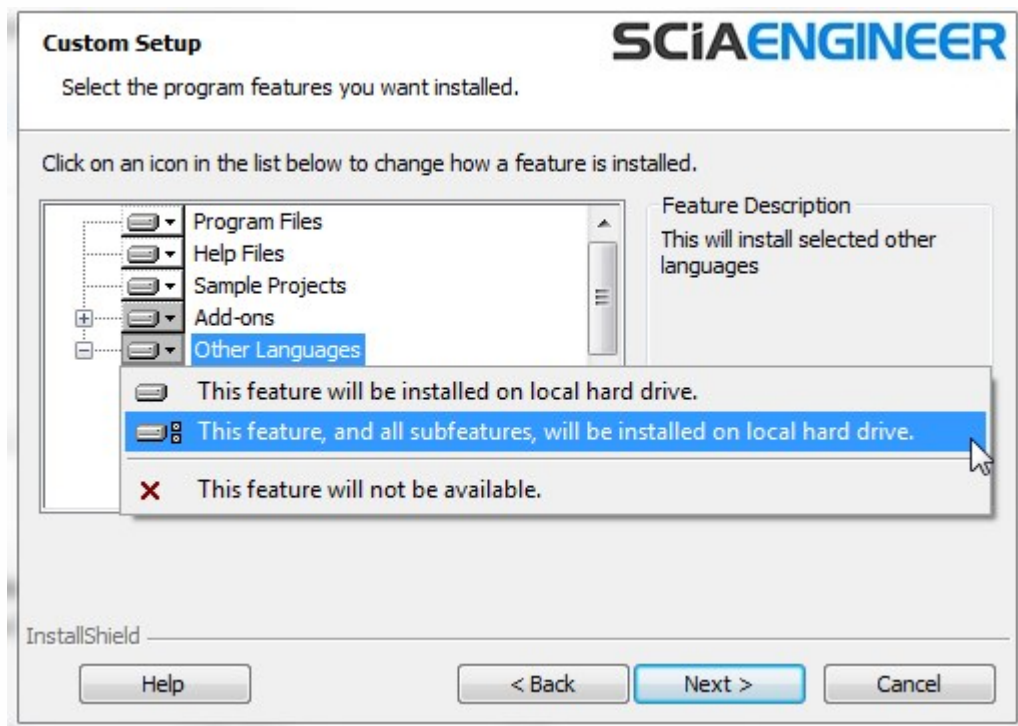 Custom Setup
SCiAENGINEER
Select the program features you want installed.
Click on an icon in the list below to change how a feature is installed.
Program Files
Help Files
Sample Projects
Add-ons
Other Languages
Feature Description
This will install selected other
languages
This feature will be installed on local hard drive.
This feature, and all subfeatures, will be installed on local hard drive.
This feature will not be available.
InstallShield
Help
< Back
Next >
Cancel